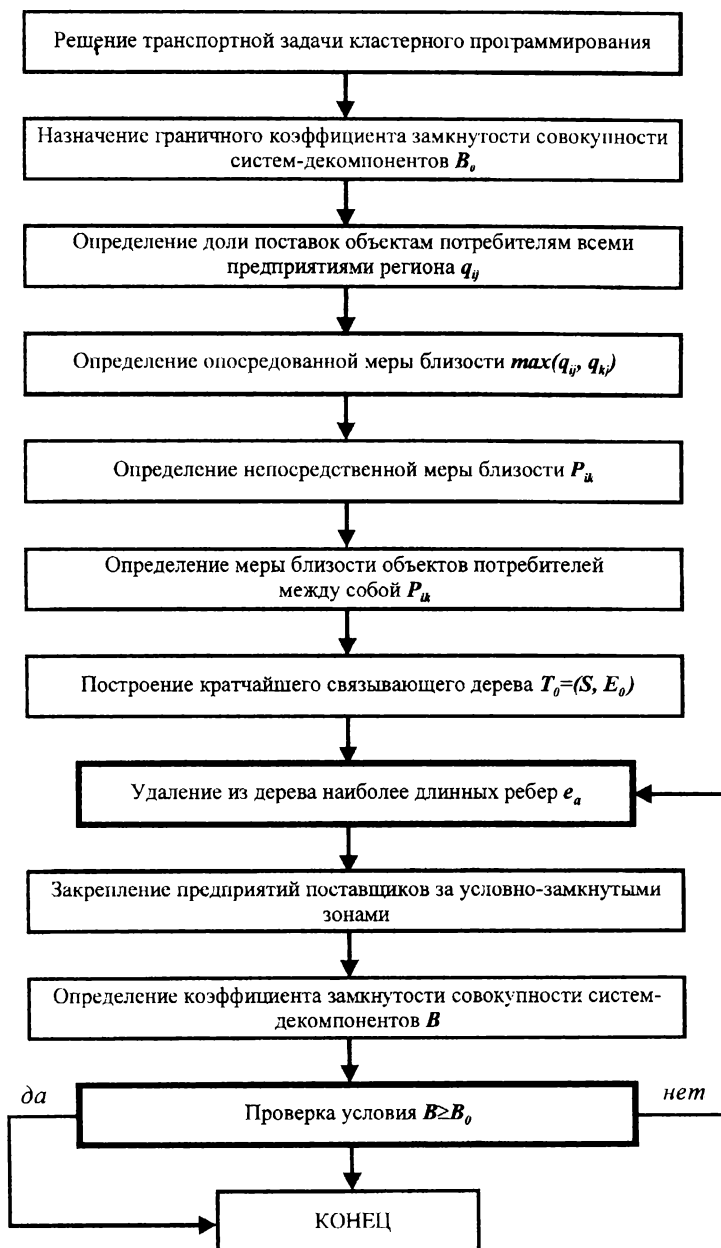 Решение транспортной задачи кластерного программирования
Назначение граничного коэффициента замкнутости совокупности
систем-декомпонентов B₀
Определение доли поставок объектам потребителям всеми
предприятиями региона qᵢⱼ
Определение опосредованной меры близости max(qᵢⱼ, qₖⱼ)
Определение непосредственной меры близости Pᵢₖ
Определение меры близости объектов потребителей
между собой Pᵢₖ
Построение кратчайшего связывающего дерева T₀=(S, E₀)
Удаление из дерева наиболее длинных ребер eₐ
Закрепление предприятий поставщиков за условно-замкнутыми
зонами
Определение коэффициента замкнутости совокупности систем-
декомпонентов B
да
Проверка условия B≥B₀
нет
КОНЕЦ